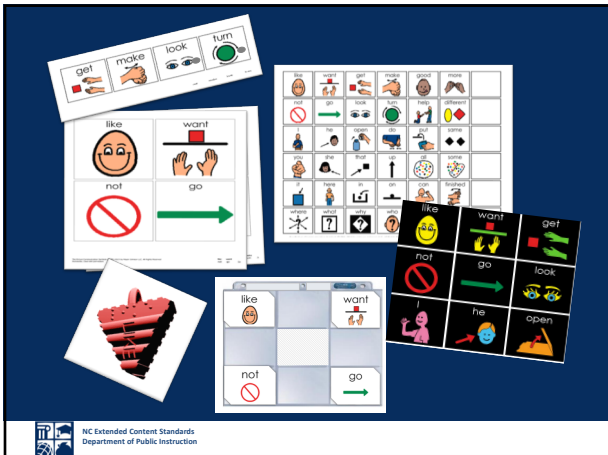 get make look turn
like want
not go
like want get make good more
not go look turn help different
I he open do put same
you she that up all some
it here in on can finished
where what why who
like want get
not go look
I he open
LIKE
like want
not go
NC Extended Content Standards
Department of Public Instruction